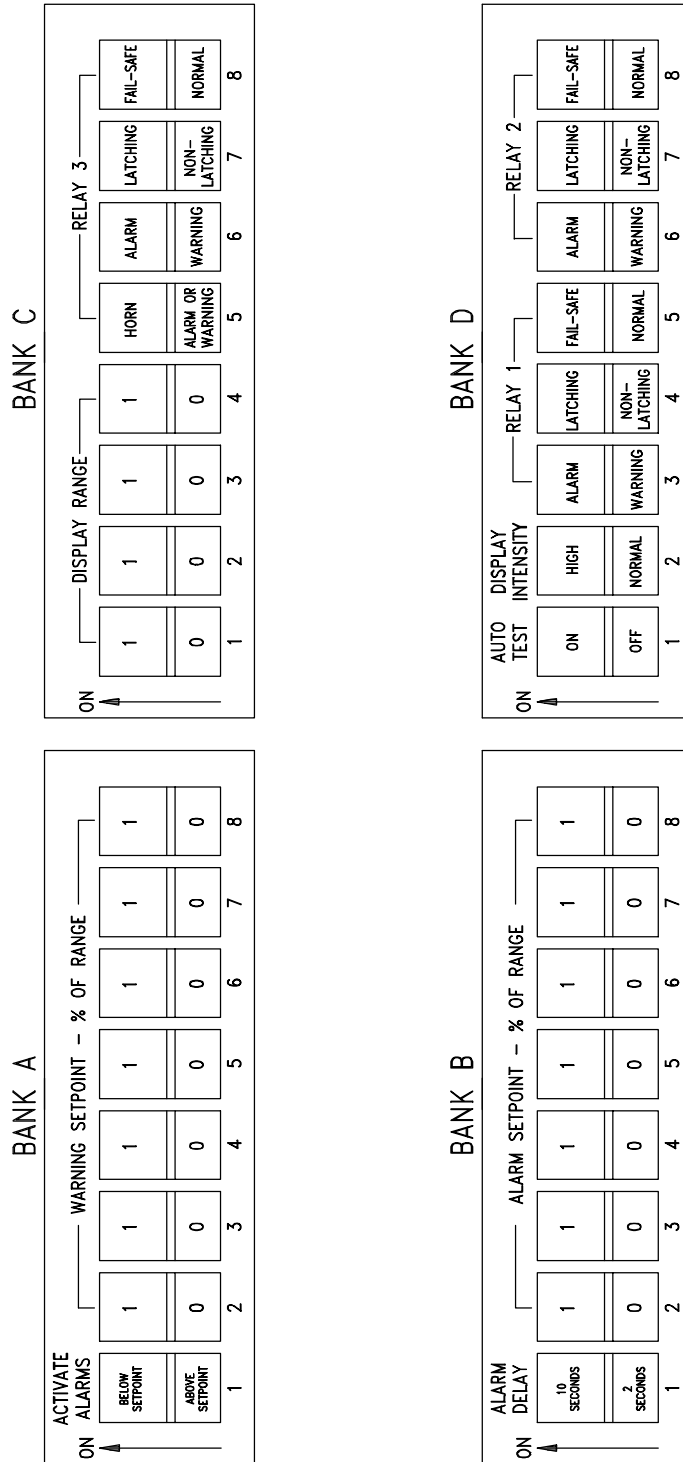 BANK A
ACTIVATE
ALARMS
WARNING SETPOINT - % OF RANGE
ON
BELOW
SETPOINT
1 1 1 1 1 1 1
ABOVE
SETPOINT
0 0 0 0 0 0 0
1 2 3 4 5 6 7 8
BANK C
DISPLAY RANGE
RELAY 3
ON
1 1 1 1
HORN
ALARM
LATCHING
FAIL-SAFE
0 0 0 0
ALARM OR
WARNING
WARNING
NON-
LATCHING
NORMAL
1 2 3 4 5 6 7 8
BANK B
ALARM
DELAY
ALARM SETPOINT - % OF RANGE
ON
10
SECONDS
1 1 1 1 1 1 1
2
SECONDS
0 0 0 0 0 0 0
1 2 3 4 5 6 7 8
BANK D
AUTO
TEST
DISPLAY
INTENSITY
RELAY 1
RELAY 2
ON
ON
HIGH
ALARM
LATCHING
FAIL-SAFE
ALARM
LATCHING
FAIL-SAFE
OFF
NORMAL
WARNING
NON-
LATCHING
NORMAL
WARNING
NON-
LATCHING
NORMAL
1 2 3 4 5 6 7 8